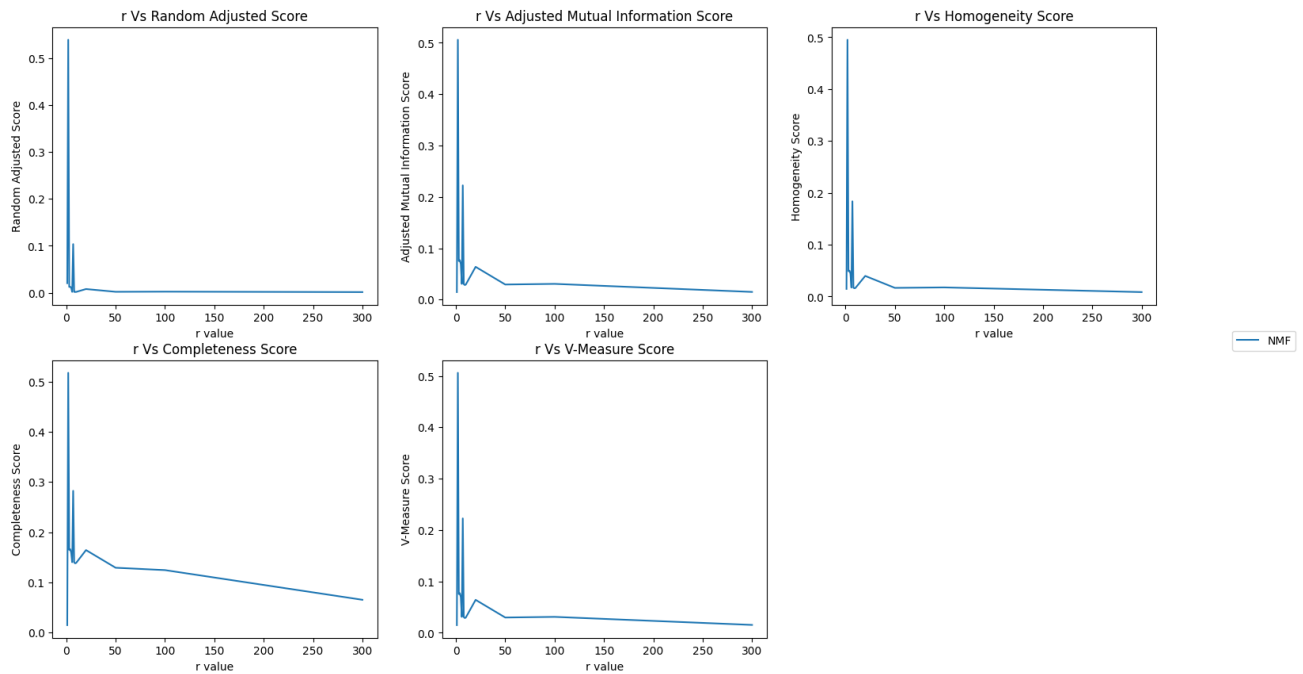 r Vs Random Adjusted Score
0.5
0.4
0.3
0.2
0.1
0.0
Random Adjusted Score
0 50 100 150 200 250 300
r value
r Vs Adjusted Mutual Information Score
0.5
0.4
0.3
0.2
0.1
0.0
Adjusted Mutual Information Score
0 50 100 150 200 250 300
r value
r Vs Homogeneity Score
0.5
0.4
0.3
0.2
0.1
0.0
Homogeneity Score
0 50 100 150 200 250 300
r value
NMF
r Vs Completeness Score
0.5
0.4
0.3
0.2
0.1
0.0
Completeness Score
0 50 100 150 200 250 300
r value
r Vs V-Measure Score
0.5
0.4
0.3
0.2
0.1
0.0
V-Measure Score
0 50 100 150 200 250 300
r value